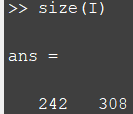 >> size(I)
ans =
242 308